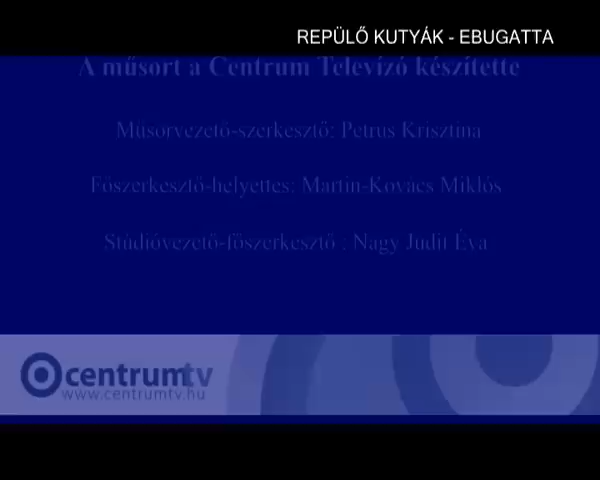 REPÜLŐ KUTYÁK - EBUGATTA
A műsort a Centrum Televízó készítette
Műsorvezető-szerkesztő: Petrus Krisztina
Főszerkesztő-helyettes: Martin-Kovács Miklós
Stúdióvezető-főszerkesztő : Nagy Judit Éva
centrumtv
www.centrumtv.hu